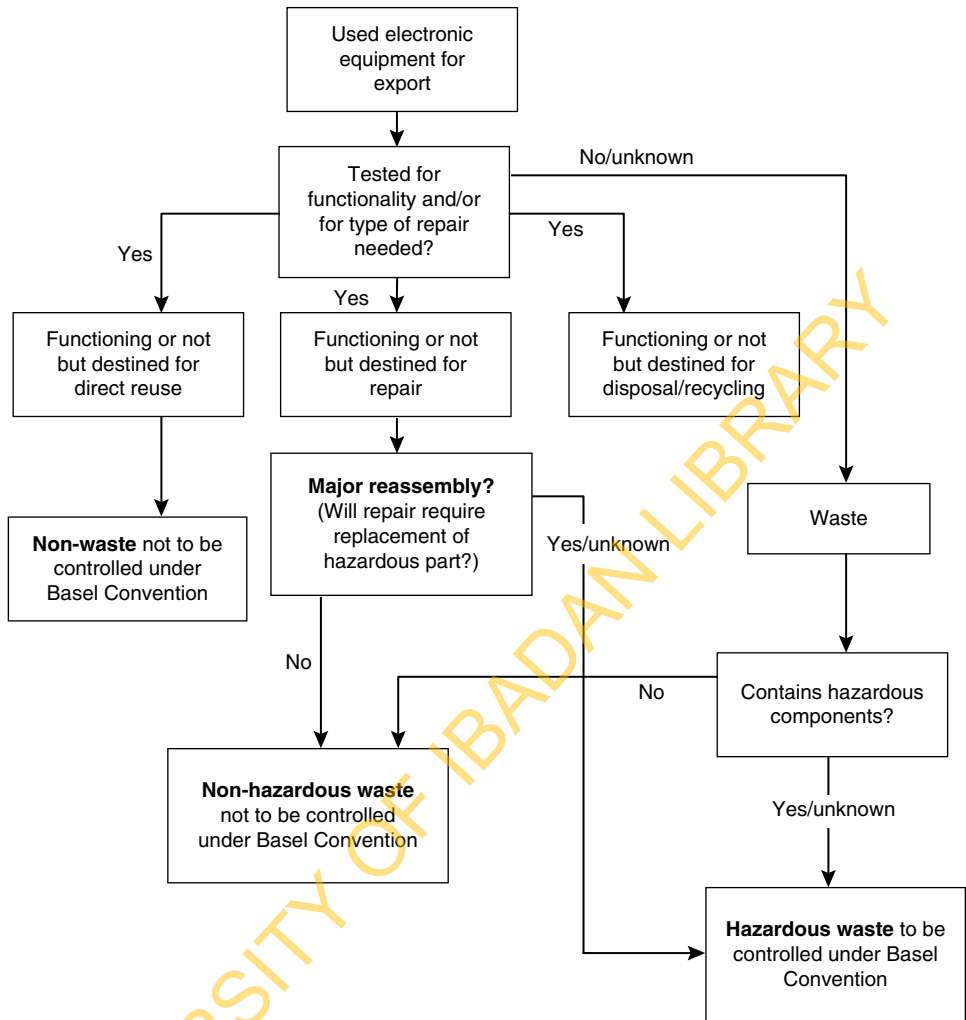 Used electronic
equipment for
export
No/unknown
Tested for
functionality and/or
for type of repair
needed?
Yes
Yes
Yes
Functioning or not
but destined for
direct reuse
Functioning or not
but destined for
repair
Functioning or not
but destined for
disposal/recycling
Major reassembly?
(Will repair require
replacement of
hazardous part?)
Waste
Non-waste not to be
controlled under
Basel Convention
Yes/unknown
No
No
Contains hazardous
components?
Non-hazardous waste
not to be controlled
under Basel Convention
Yes/unknown
Hazardous waste to be
controlled under Basel
Convention
RSITY OF IBADAN LIBRARY